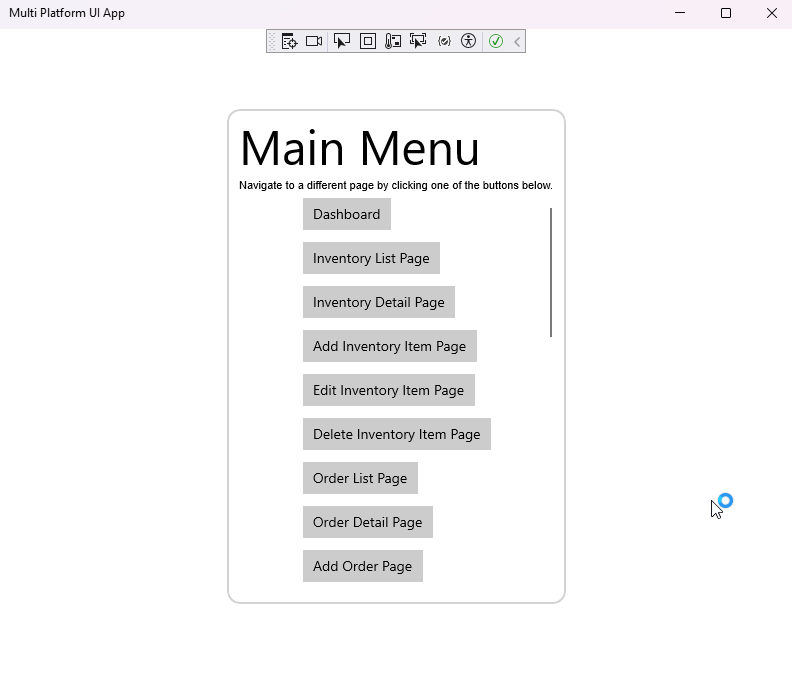 Multi Platform UI App
Main Menu
Navigate to a different page by clicking one of the buttons below.
Dashboard
Inventory List Page
Inventory Detail Page
Add Inventory Item Page
Edit Inventory Item Page
Delete Inventory Item Page
Order List Page
Order Detail Page
Add Order Page